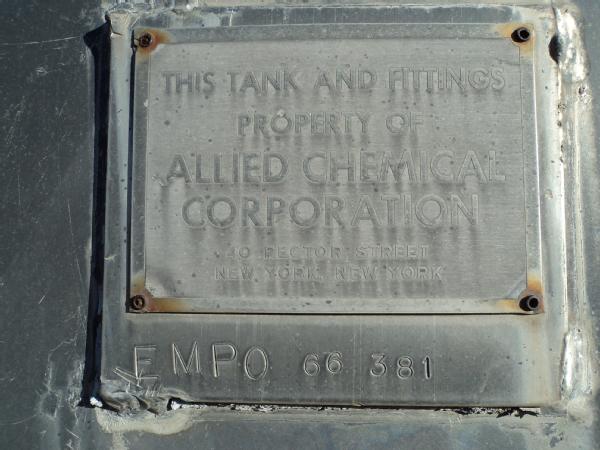 THIS TANK AND FITTINGS
PROPERTY OF
ALLIED CHEMICAL
CORPORATION
40 RECTOR STREET
NEW YORK, NEW YORK
EMPO 66 381